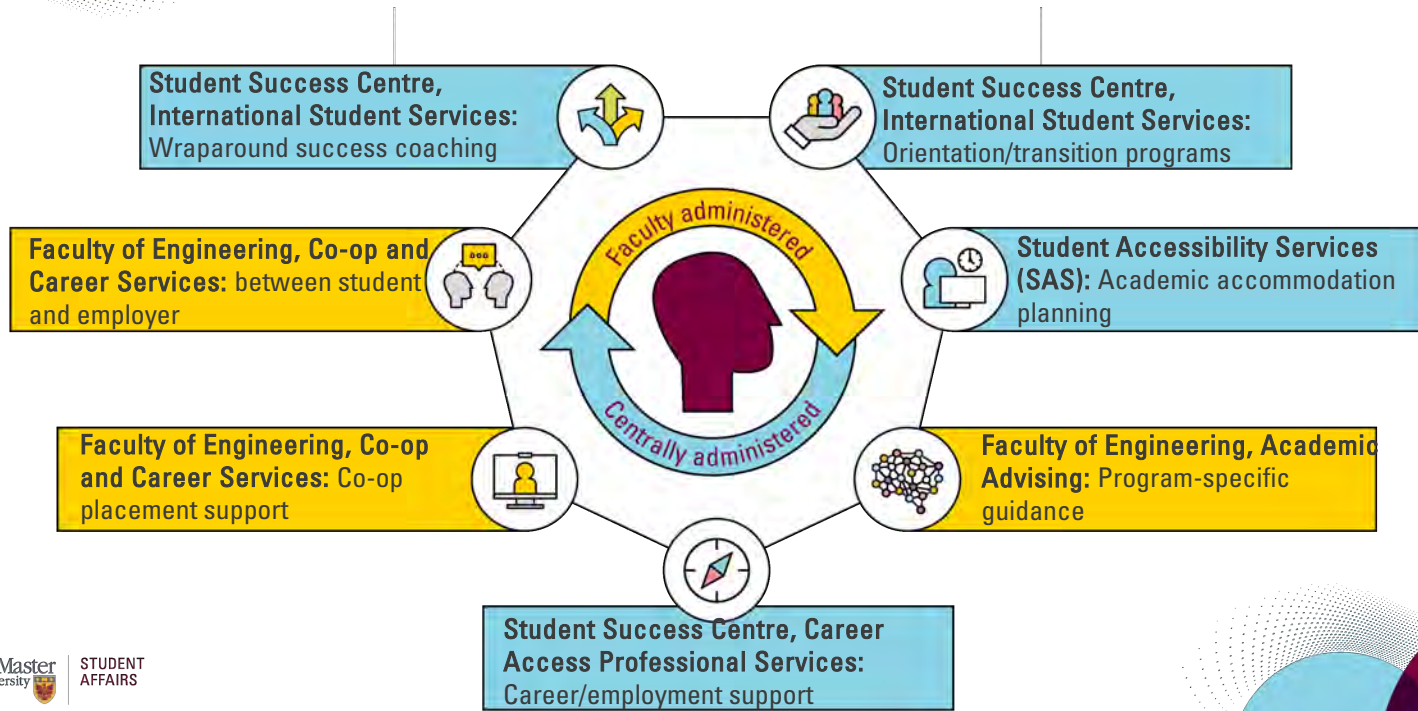 Student Success Centre,
International Student Services:
Wraparound success coaching
Student Success Centre,
International Student Services:
Orientation/transition programs
Faculty administered
Faculty of Engineering, Co-op and
Career Services: between student
and employer
Student Accessibility Services
(SAS): Academic accommodation
planning
Centrally administered
Faculty of Engineering, Co-op
and Career Services: Co-op
placement support
Faculty of Engineering, Academic
Advising: Program-specific
guidance
Student Success Centre, Career
Access Professional Services:
Career/employment support
Master
ersity
STUDENT
AFFAIRS